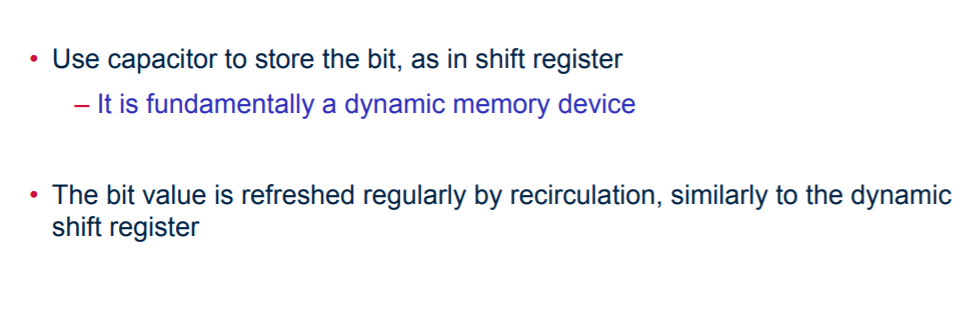 • Use capacitor to store the bit, as in shift register
– It is fundamentally a dynamic memory device
• The bit value is refreshed regularly by recirculation, similarly to the dynamic
shift register